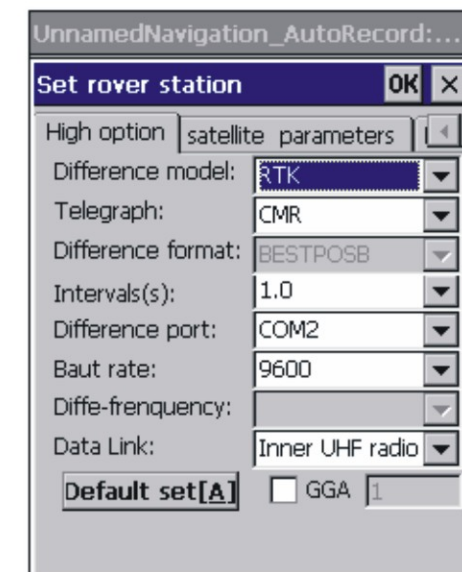 UnnamedNavigation_AutoRecord:...
Set rover station OK ×
High option satellite parameters
Difference model: RTK
Telegraph: CMR
Difference format: BESTPOSB
Intervals(s): 1.0
Difference port: COM2
Baut rate: 9600
Diffe-frenquency:
Data Link: Inner UHF radio
Default set[A] GGA 1